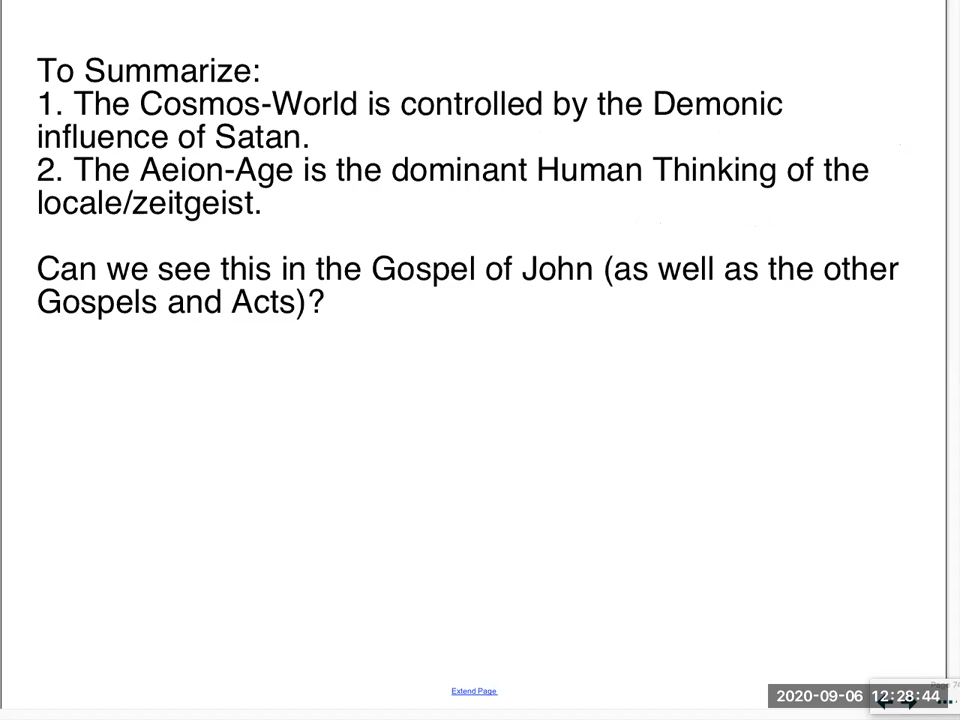 To Summarize:
1. The Cosmos-World is controlled by the Demonic
influence of Satan.
2. The Aeion-Age is the dominant Human Thinking of the
locale/zeitgeist.
Can we see this in the Gospel of John (as well as the other
Gospels and Acts)?
Extend Page
2020-09-06 12:28:44